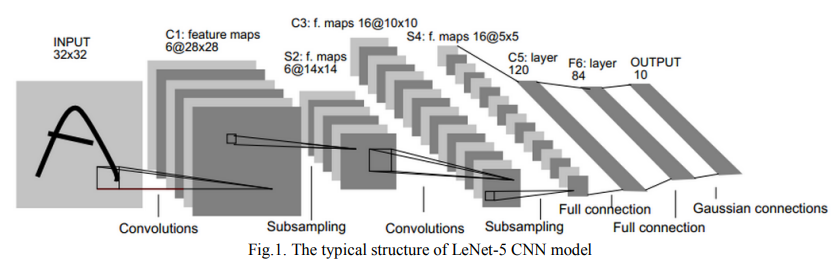 INPUT
32x32
C1: feature maps
6@28x28
S2: f. maps
6@14x14
C3: f. maps 16@10x10
S4: f. maps 16@5x5
C5: layer
120
F6: layer
84
OUTPUT
10
Convolutions
Subsampling
Convolutions
Subsampling
Full connection
Full connection
Gaussian connections
A
Fig.1. The typical structure of LeNet-5 CNN model